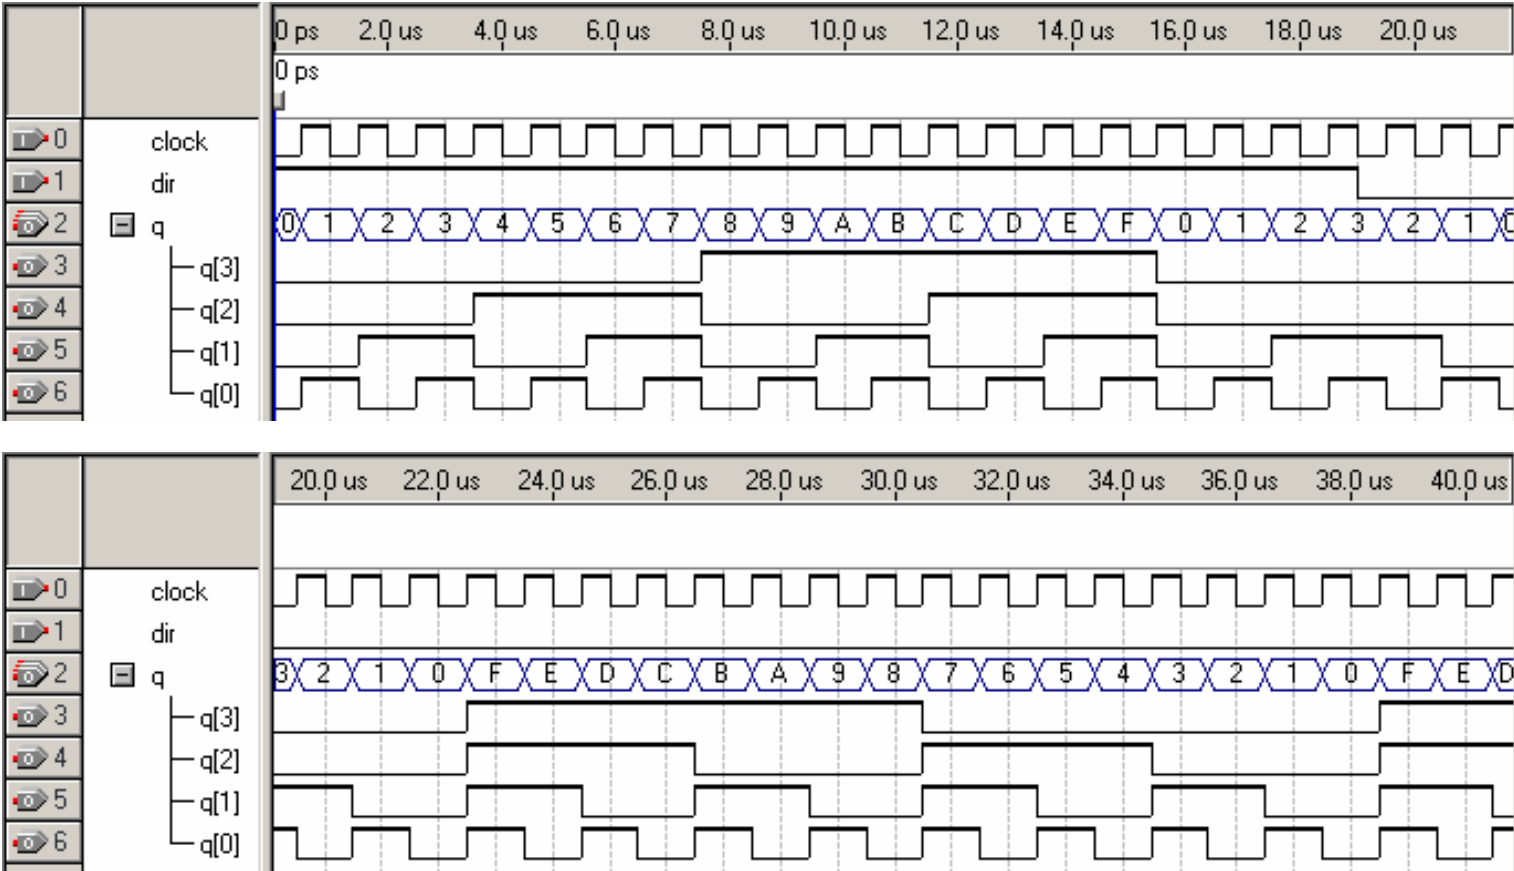 0 ps 2.0 us 4.0 us 6.0 us 8.0 us 10.0 us 12.0 us 14.0 us 16.0 us 18.0 us 20.0 us
0 ps
0 clock
1 dir
2 q 0 1 2 3 4 5 6 7 8 9 A B C D E F 0 1 2 3 2 1 0
3 q[3]
4 q[2]
5 q[1]
6 q[0]
20.0 us 22.0 us 24.0 us 26.0 us 28.0 us 30.0 us 32.0 us 34.0 us 36.0 us 38.0 us 40.0 us
0 clock
1 dir
2 q 3 2 1 0 F E D C B A 9 8 7 6 5 4 3 2 1 0 F E D
3 q[3]
4 q[2]
5 q[1]
6 q[0]